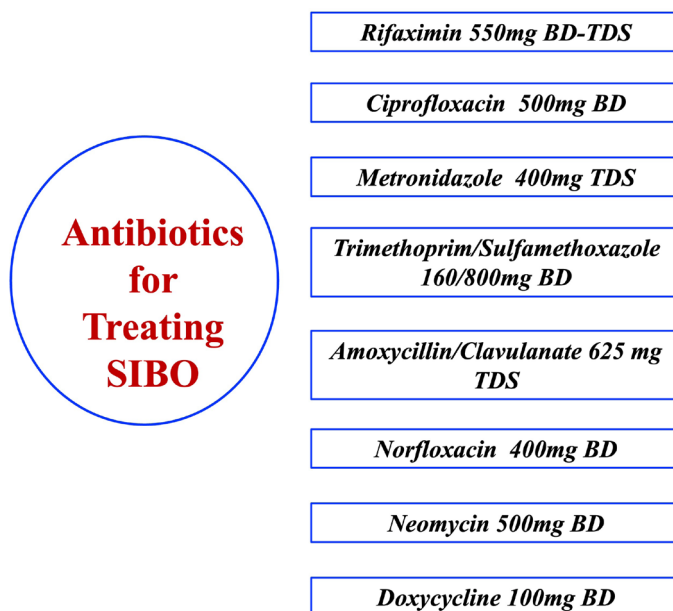 Antibiotics
for
Treating
SIBO
Rifaximin 550mg BD-TDS
Ciprofloxacin 500mg BD
Metronidazole 400mg TDS
Trimethoprim/Sulfamethoxazole
160/800mg BD
Amoxycillin/Clavulanate 625 mg
TDS
Norfloxacin 400mg BD
Neomycin 500mg BD
Doxycycline 100mg BD